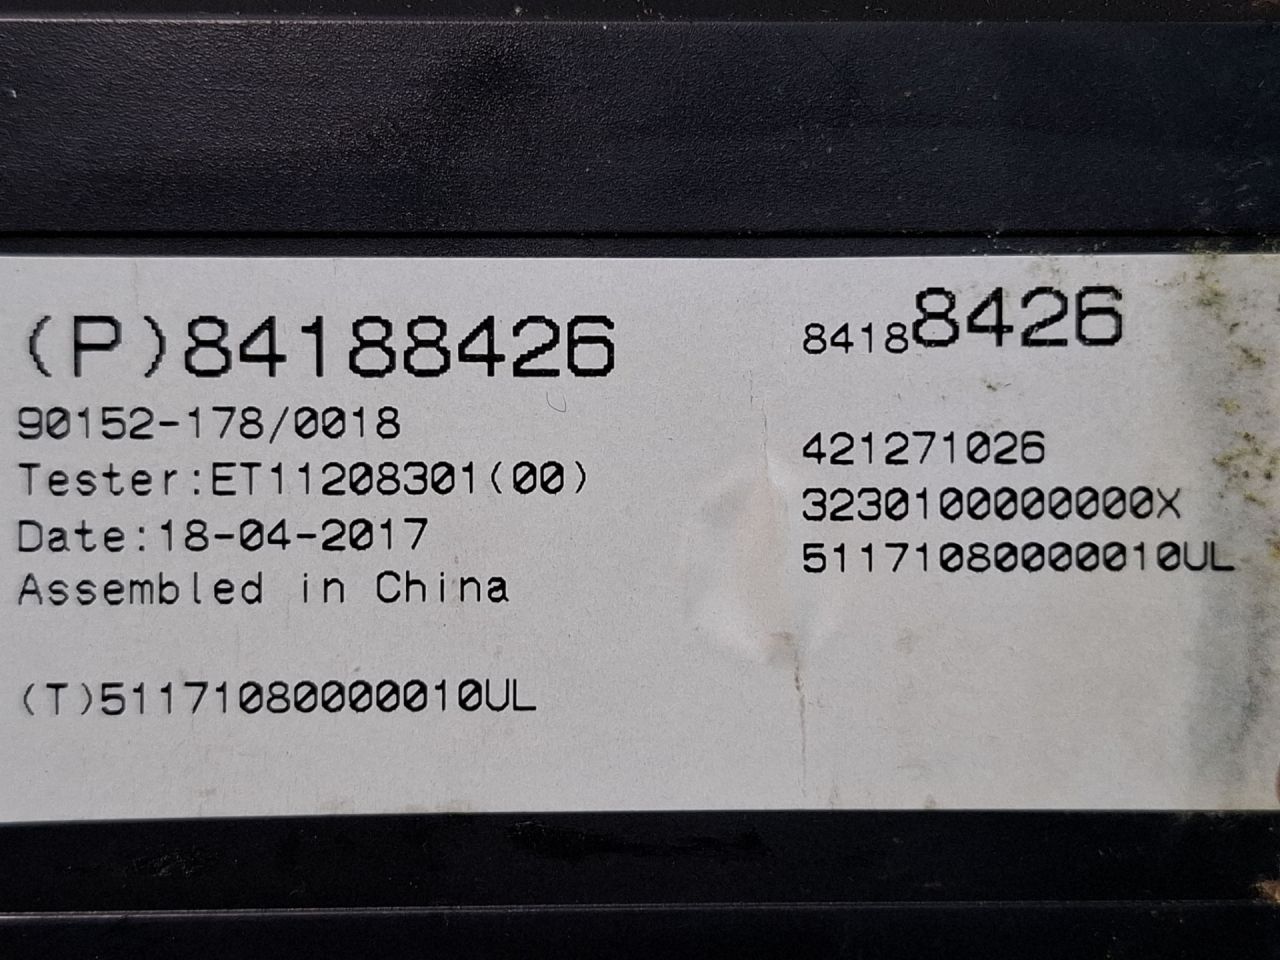 (P)84188426
90152-178/0018
Tester:ET11208301(00)
Date:18-04-2017
Assembled in China
(T)51171080000010UL
84188426
421271026
3230100000000X
51171080000010UL